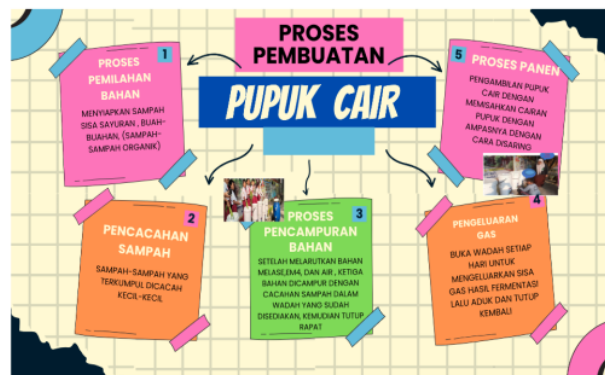 PROSES
PEMBUATAN
PUPUK CAIR
1
PROSES
PEMILAHAN
BAHAN
MENYIAPKAN SAMPAH
SISA SAYURAN , BUAH-
BUAHAN, (SAMPAH-
SAMPAH ORGANIK)
2
PENCACAHAN
SAMPAH
SAMPAH-SAMPAH YANG
TERKUMPUL DICACAH
KECIL-KECIL
3
PROSES
PENCAMPURAN
BAHAN
SETELAH MELARUTKAN BAHAN
MELASE,EM4, DAN AIR , KETIGA
BAHAN DICAMPUR DENGAN
CACAHAN SAMPAH DALAM
WADAH YANG SUDAH
DISEDIAKAN, KEMUDIAN TUTUP
RAPAT
4
PENGELUARAN
GAS
BUKA WADAH SETIAP
HARI UNTUK
MENGELUARKAN SISA
GAS HASIL FERMENTASI
LALU ADUK DAN TUTUP
KEMBALI
5
PROSES PANEN
PENGAMBILAN PUPUK
CAIR DENGAN
MEMISAHKAN CAIRAN
PUPUK DENGAN
AMPASNYA DENGAN
CARA DISARING